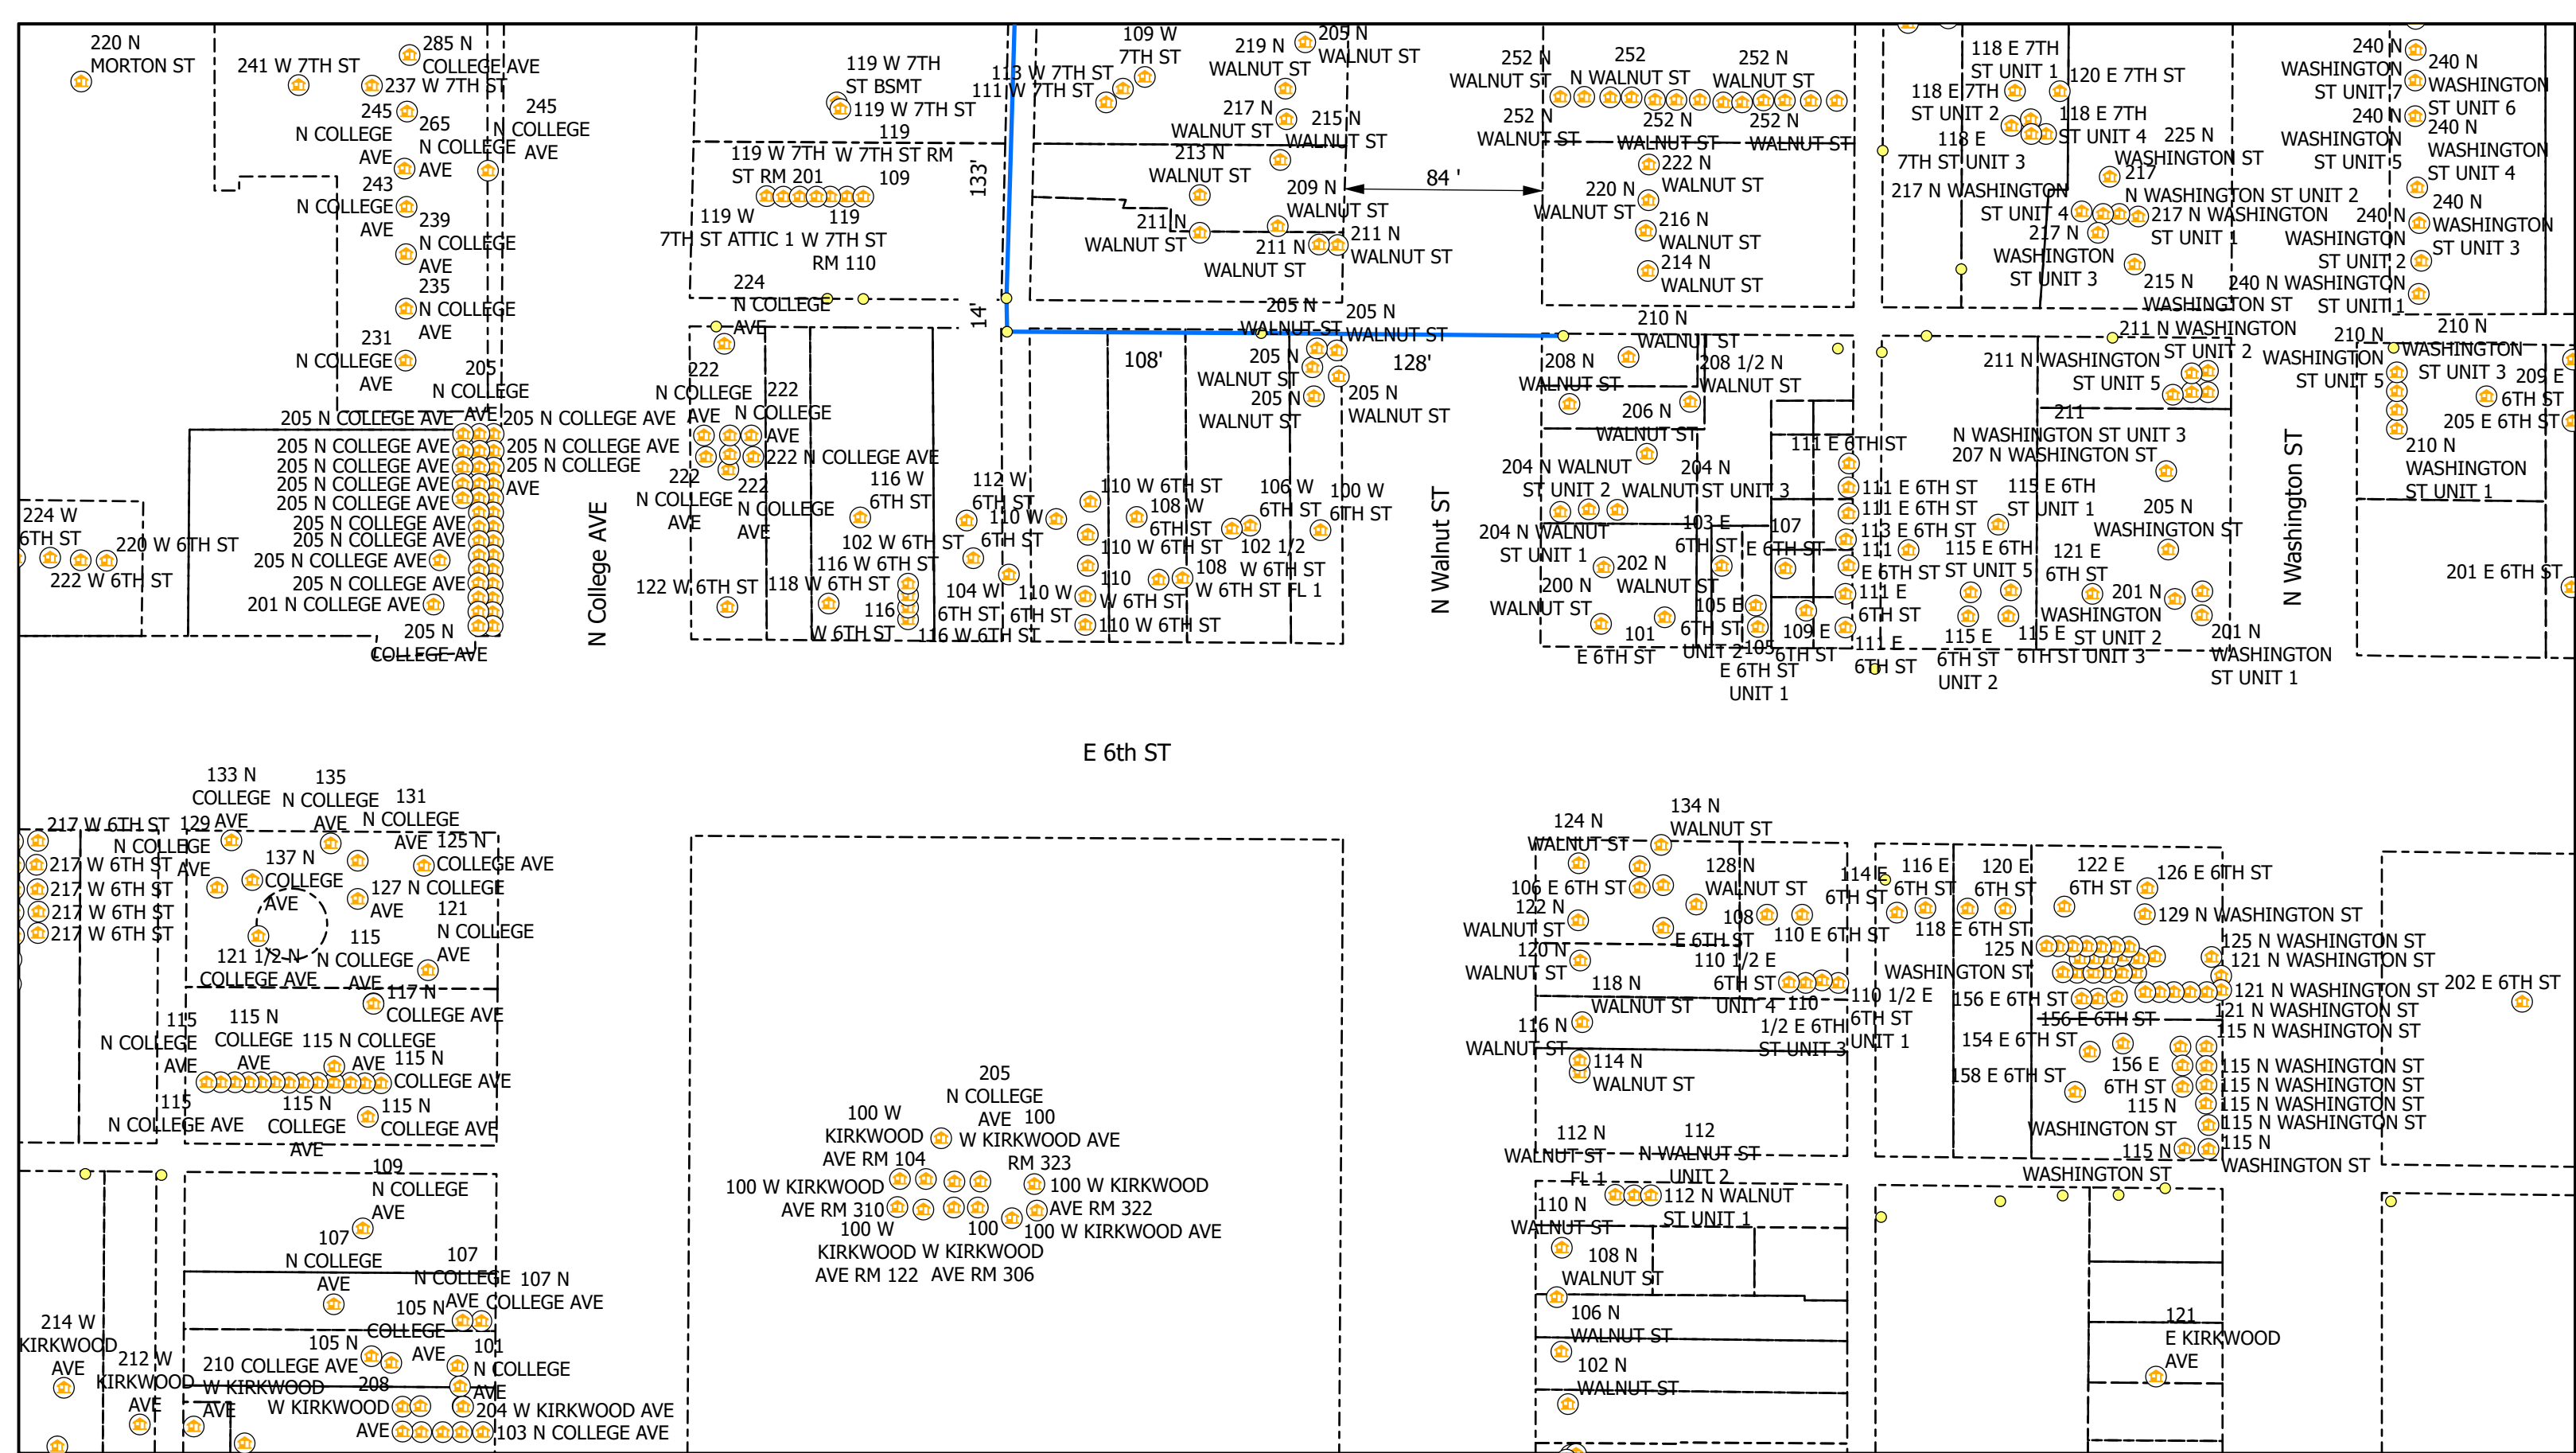 220 N
MORTON ST
241 W 7TH ST
285 N
COLLEGE AVE
237 W 7TH ST
245
N COLLEGE
AVE
265
N COLLEGE
AVE
245
N COLLEGE
AVE
243
N COLLEGE
AVE
239
N COLLEGE
AVE
235
N COLLEGE
AVE
231
N COLLEGE
AVE
205
N COLLEGE
AVE
205 N COLLEGE AVE
205 N COLLEGE AVE
205 N COLLEGE AVE
205 N COLLEGE AVE
205 N COLLEGE AVE
205 N COLLEGE
AVE
205 N COLLEGE AVE
205 N COLLEGE AVE
205 N COLLEGE AVE
205 N COLLEGE AVE
205 N COLLEGE AVE
205 N COLLEGE AVE
201 N COLLEGE AVE
205 N
COLLEGE AVE
224 W
6TH ST
220 W 6TH ST
222 W 6TH ST
N College AVE
119 W 7TH
ST BSMT
119 W 7TH ST
119
W 7TH ST RM
109
119 W 7TH
ST RM 201
119 W
7TH ST ATTIC 1
119
W 7TH ST
RM 110
133'
14'
224
N COLLEGE
AVE
222
N COLLEGE
AVE
222
N COLLEGE
AVE
222 N COLLEGE AVE
222
N COLLEGE
AVE
222
N COLLEGE
AVE
116 W
6TH ST
112 W
6TH ST
102 W 6TH ST
116 W 6TH ST
118 W 6TH ST
122 W 6TH ST
116
W 6TH ST
116 W 6TH ST
104 W
6TH ST
110 W
6TH ST
110 W
6TH ST
110 W 6TH ST
110 W 6TH ST
110
W 6TH ST
110 W 6TH ST
108 W
6TH ST
108
W 6TH ST
106 W
6TH ST
102 1/2
W 6TH ST
FL 1
100 W
6TH ST
109 W
7TH ST
113 W 7TH ST
111 W 7TH ST
219 N
WALNUT ST
205 N
WALNUT ST
217 N
WALNUT ST
215 N
WALNUT ST
213 N
WALNUT ST
209 N
WALNUT ST
211 N
WALNUT ST
211 N
WALNUT ST
211 N
WALNUT ST
205 N
WALNUT ST
205 N
WALNUT ST
205 N
WALNUT ST
205 N
WALNUT ST
205 N
WALNUT ST
108'
128'
84 '
N Walnut ST
252 N
WALNUT ST
252
N WALNUT ST
252 N
WALNUT ST
252 N
WALNUT ST
252 N
WALNUT ST
252 N
WALNUT ST
222 N
WALNUT ST
220 N
WALNUT ST
216 N
WALNUT ST
214 N
WALNUT ST
210 N
WALNUT ST
208 N
WALNUT ST
208 1/2 N
WALNUT ST
206 N
WALNUT ST
204 N WALNUT
ST UNIT 2
204 N
WALNUT ST UNIT 3
204 N WALNUT
ST UNIT 1
202 N
WALNUT ST
200 N
WALNUT ST
101
E 6TH ST
103 E
6TH ST
107
E 6TH ST
105 E
6TH ST
UNIT 2
105
E 6TH ST
UNIT 1
109 E
6TH ST
111 E 6TH ST
111 E 6TH ST
111 E 6TH ST
113 E 6TH ST
111
E 6TH ST
111 E
6TH ST
111 E
6TH ST
115 E 6TH
ST UNIT 1
115 E 6TH
ST UNIT 5
115 E
6TH ST
UNIT 2
115 E
6TH ST UNIT 3
121 E
6TH ST
118 E 7TH
ST UNIT 1
120 E 7TH ST
118 E 7TH
ST UNIT 2
118 E 7TH
ST UNIT 4
118 E
7TH ST UNIT 3
225 N
WASHINGTON ST
217
N WASHINGTON ST UNIT 2
217 N WASHINGTON
ST UNIT 4
217 N WASHINGTON
ST UNIT 1
217 N
WASHINGTON
ST UNIT 3
215 N
WASHINGTON ST
211 N WASHINGTON
ST UNIT 2
211 N WASHINGTON
ST UNIT 5
211
N WASHINGTON ST UNIT 3
207 N WASHINGTON ST
205 N
WASHINGTON ST
201 N
WASHINGTON
ST UNIT 2
201 N
WASHINGTON
ST UNIT 1
N Washington ST
240 N
WASHINGTON
ST UNIT 7
240 N
WASHINGTON
ST UNIT 6
240 N
WASHINGTON
ST UNIT 5
240 N
WASHINGTON
ST UNIT 4
240 N
WASHINGTON
ST UNIT 3
240 N
WASHINGTON
ST UNIT 2
240 N WASHINGTON
ST UNIT 1
210 N
WASHINGTON
ST UNIT 5
210 N
WASHINGTON
ST UNIT 3
209 E
6TH ST
205 E 6TH ST
210 N
WASHINGTON
ST UNIT 1
201 E 6TH ST
E 6th ST
133 N
COLLEGE
AVE
135
N COLLEGE
AVE
131
N COLLEGE
AVE
217 W 6TH ST
217 W 6TH ST
217 W 6TH ST
217 W 6TH ST
217 W 6TH ST
129
N COLLEGE
AVE
137 N
COLLEGE
AVE
125 N
COLLEGE AVE
127 N COLLEGE
AVE
121
N COLLEGE
AVE
121 1/2 N
COLLEGE AVE
115
N COLLEGE
AVE
117 N
COLLEGE AVE
115
N COLLEGE
AVE
115 N
COLLEGE
AVE
115 N COLLEGE
AVE
115 N
COLLEGE AVE
115
N COLLEGE AVE
115 N
COLLEGE
AVE
115 N
COLLEGE AVE
109
N COLLEGE
AVE
107
N COLLEGE
AVE
107
N COLLEGE
AVE
107 N
COLLEGE AVE
105 N
COLLEGE
AVE
105 N
COLLEGE AVE
101
N COLLEGE
AVE
214 W
KIRKWOOD
AVE
212 W
KIRKWOOD
AVE
210
W KIRKWOOD
AVE
208
W KIRKWOOD
AVE
204 W KIRKWOOD AVE
103 N COLLEGE AVE
205
N COLLEGE
AVE
100 W
KIRKWOOD
AVE RM 104
100
W KIRKWOOD AVE
RM 323
100 W KIRKWOOD
AVE RM 310
100 W KIRKWOOD
AVE RM 322
100 W
KIRKWOOD
AVE RM 122
100
W KIRKWOOD
AVE RM 306
100 W KIRKWOOD AVE
134 N
WALNUT ST
124 N
WALNUT ST
128 N
WALNUT ST
106 E 6TH ST
122 N
WALNUT ST
108
E 6TH ST
110 E 6TH ST
120 N
WALNUT ST
110 1/2 E
6TH ST
UNIT 4
118 N
WALNUT ST
110
1/2 E 6TH
ST UNIT 3
110 1/2 E
6TH ST
UNIT 1
116 N
WALNUT ST
114 N
WALNUT ST
112 N
WALNUT ST
FL 1
112
N WALNUT ST
UNIT 2
112 N WALNUT
ST UNIT 1
110 N
WALNUT ST
108 N
WALNUT ST
106 N
WALNUT ST
102 N
WALNUT ST
114 E
6TH ST
116 E
6TH ST
120 E
6TH ST
118 E 6TH ST
122 E
6TH ST
126 E 6TH ST
129 N WASHINGTON ST
125 N
WASHINGTON ST
125 N WASHINGTON ST
121 N WASHINGTON ST
121 N WASHINGTON ST
121 N WASHINGTON ST
156 E 6TH ST
156 E 6TH ST
115 N WASHINGTON ST
154 E 6TH ST
156 E
6TH ST
158 E 6TH ST
115 N WASHINGTON ST
115 N WASHINGTON ST
115 N WASHINGTON ST
115 N WASHINGTON ST
115 N
WASHINGTON ST
115 N
WASHINGTON ST
115 N
WASHINGTON ST
202 E 6TH ST
121
E KIRKWOOD
AVE